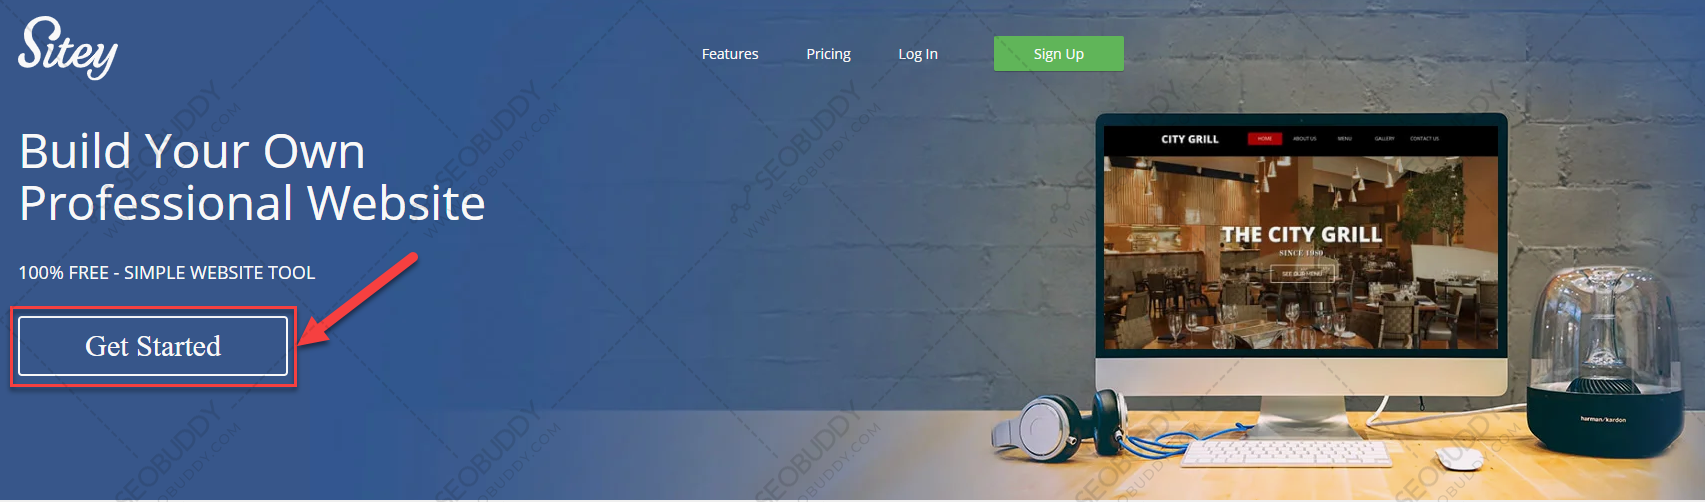 Sitey
Features
Pricing
Log In
Sign Up
Build Your Own
Professional Website
100% FREE - SIMPLE WEBSITE TOOL
Get Started
CITY GRILL
HOME
ABOUT US
MENU
GALLERY
CONTACT US
THE CITY GRILL
SINCE 1980
SEE OUR MENU
harman/kardon
SEOBUDDY
WWW.SEOBUDDY.COM